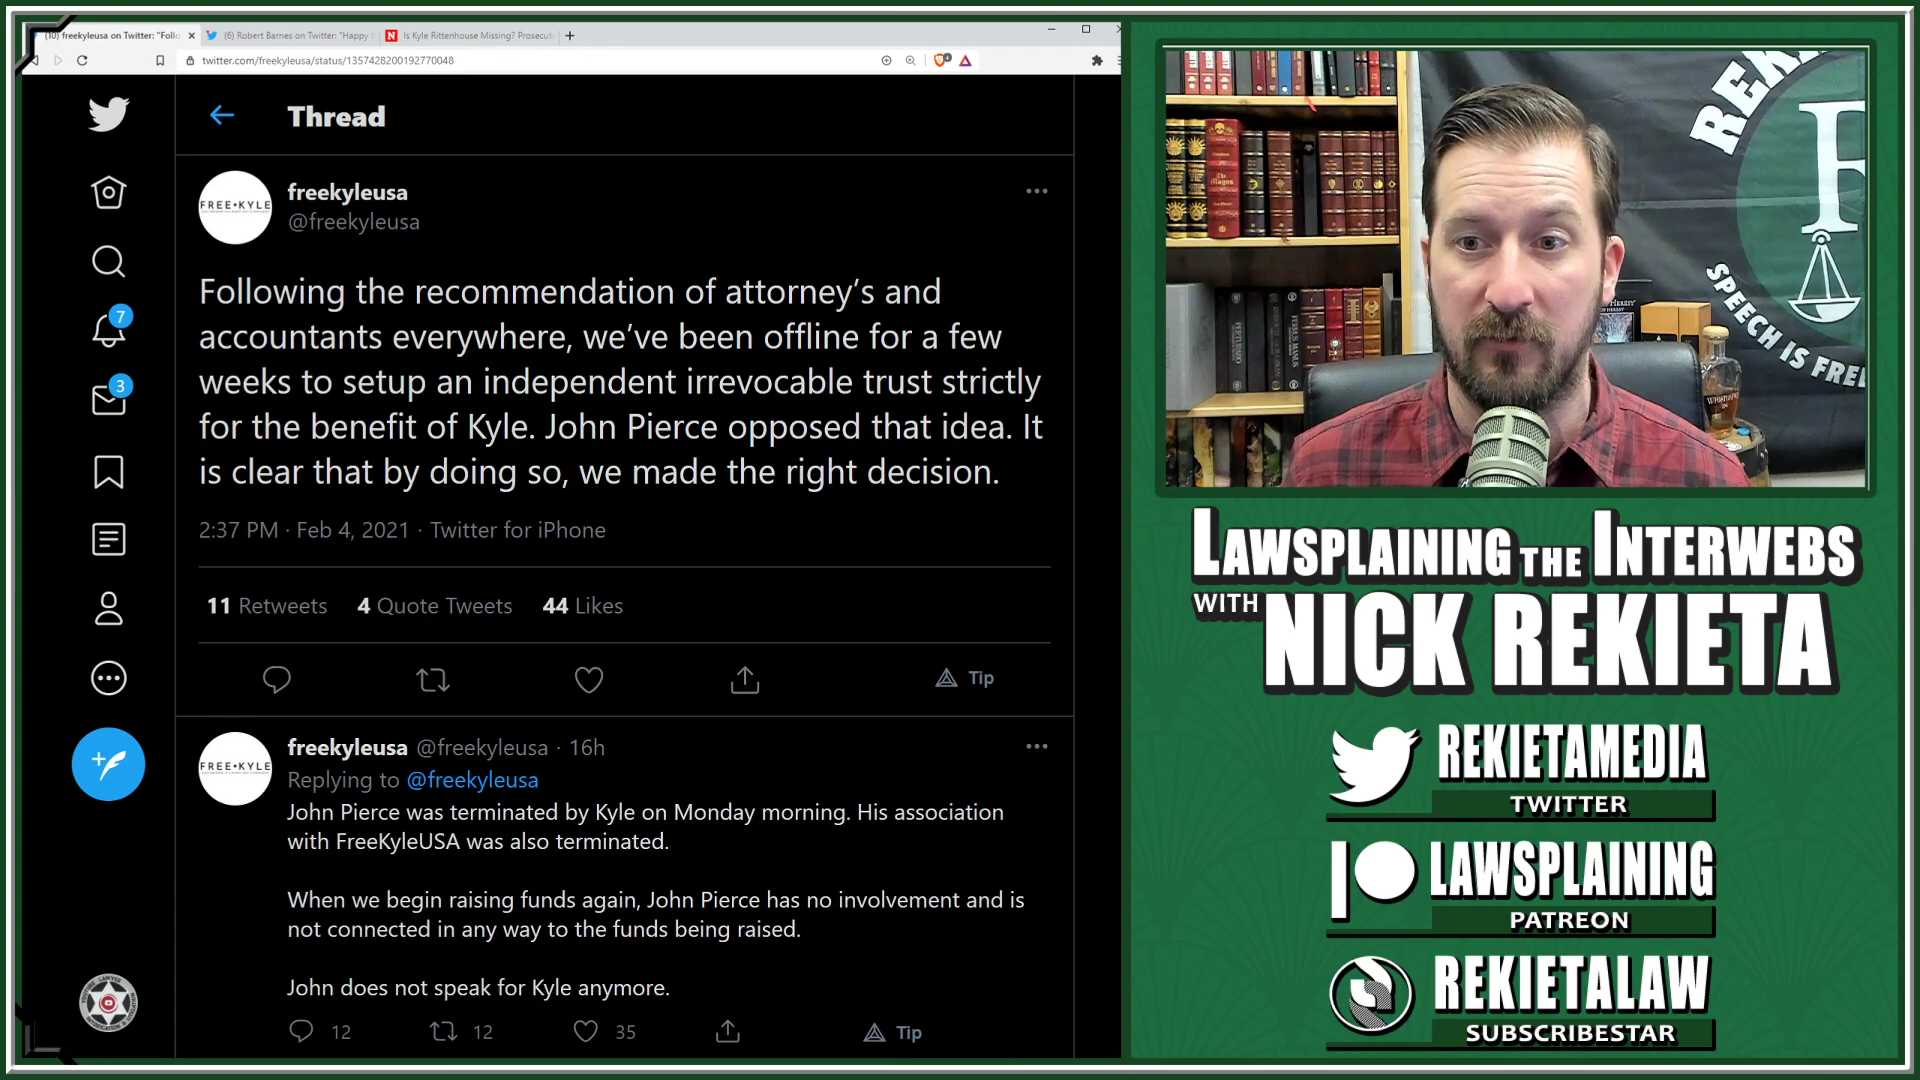 (10) freekyleusa on Twitter: "Follo
(6) Robert Barnes on Twitter: "Happy t
N Is Kyle Rittenhouse Missing? Prosecut
twitter.com/freekyleusa/status/1357428200192770048
Thread
FREE★KYLE
freekyleusa
@freekyleusa
Following the recommendation of attorney's and
accountants everywhere, we've been offline for a few
weeks to setup an independent irrevocable trust strictly
for the benefit of Kyle. John Pierce opposed that idea. It
is clear that by doing so, we made the right decision.
2:37 PM · Feb 4, 2021 · Twitter for iPhone
11 Retweets 4 Quote Tweets 44 Likes
Tip
7
3
FREE★KYLE
freekyleusa @freekyleusa · 16h
Replying to @freekyleusa
John Pierce was terminated by Kyle on Monday morning. His association
with FreeKyleUSA was also terminated.
When we begin raising funds again, John Pierce has no involvement and is
not connected in any way to the funds being raised.
John does not speak for Kyle anymore.
12 12 35 Tip
SPEECH IS FREE
LAWSPLAINING THE INTERWEBS
WITH NICK REKIETA
REKIETAMEDIA
TWITTER
LAWSPLAINING
PATREON
REKIETALAW
SUBSCRIBESTAR